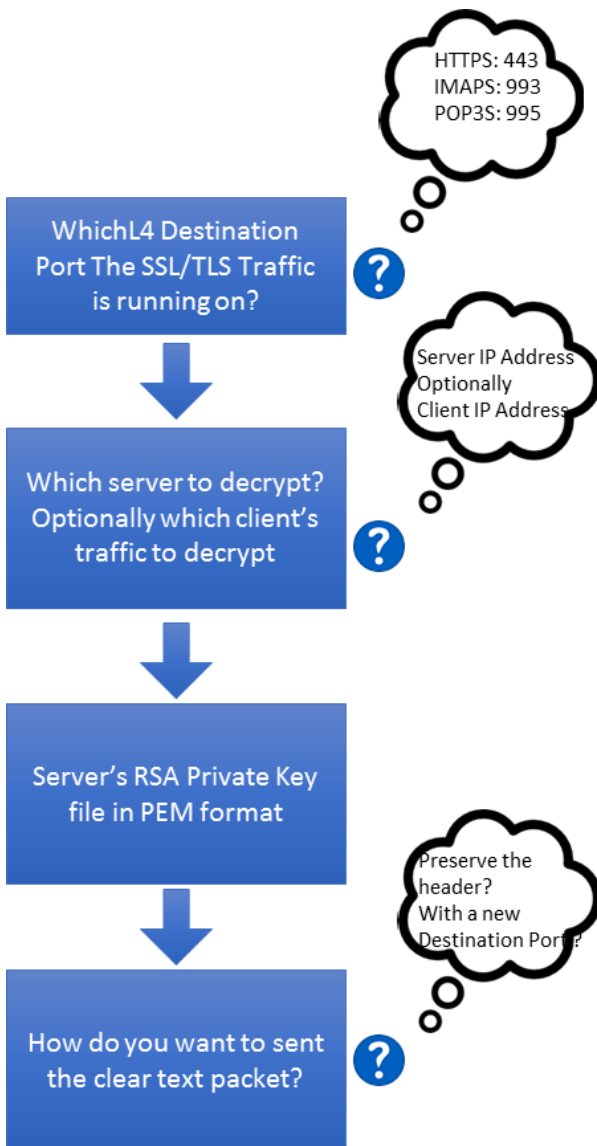 HTTPS: 443
IMAPS: 993
POP3S: 995
WhichL4 Destination
Port The SSL/TLS Traffic
is running on?
?
Server IP Address
Optionally
Client IP Address
Which server to decrypt?
Optionally which client's
traffic to decrypt
?
Server's RSA Private Key
file in PEM format
Preserve the
header?
With a new
Destination Port ?
How do you want to sent
the clear text packet?
?